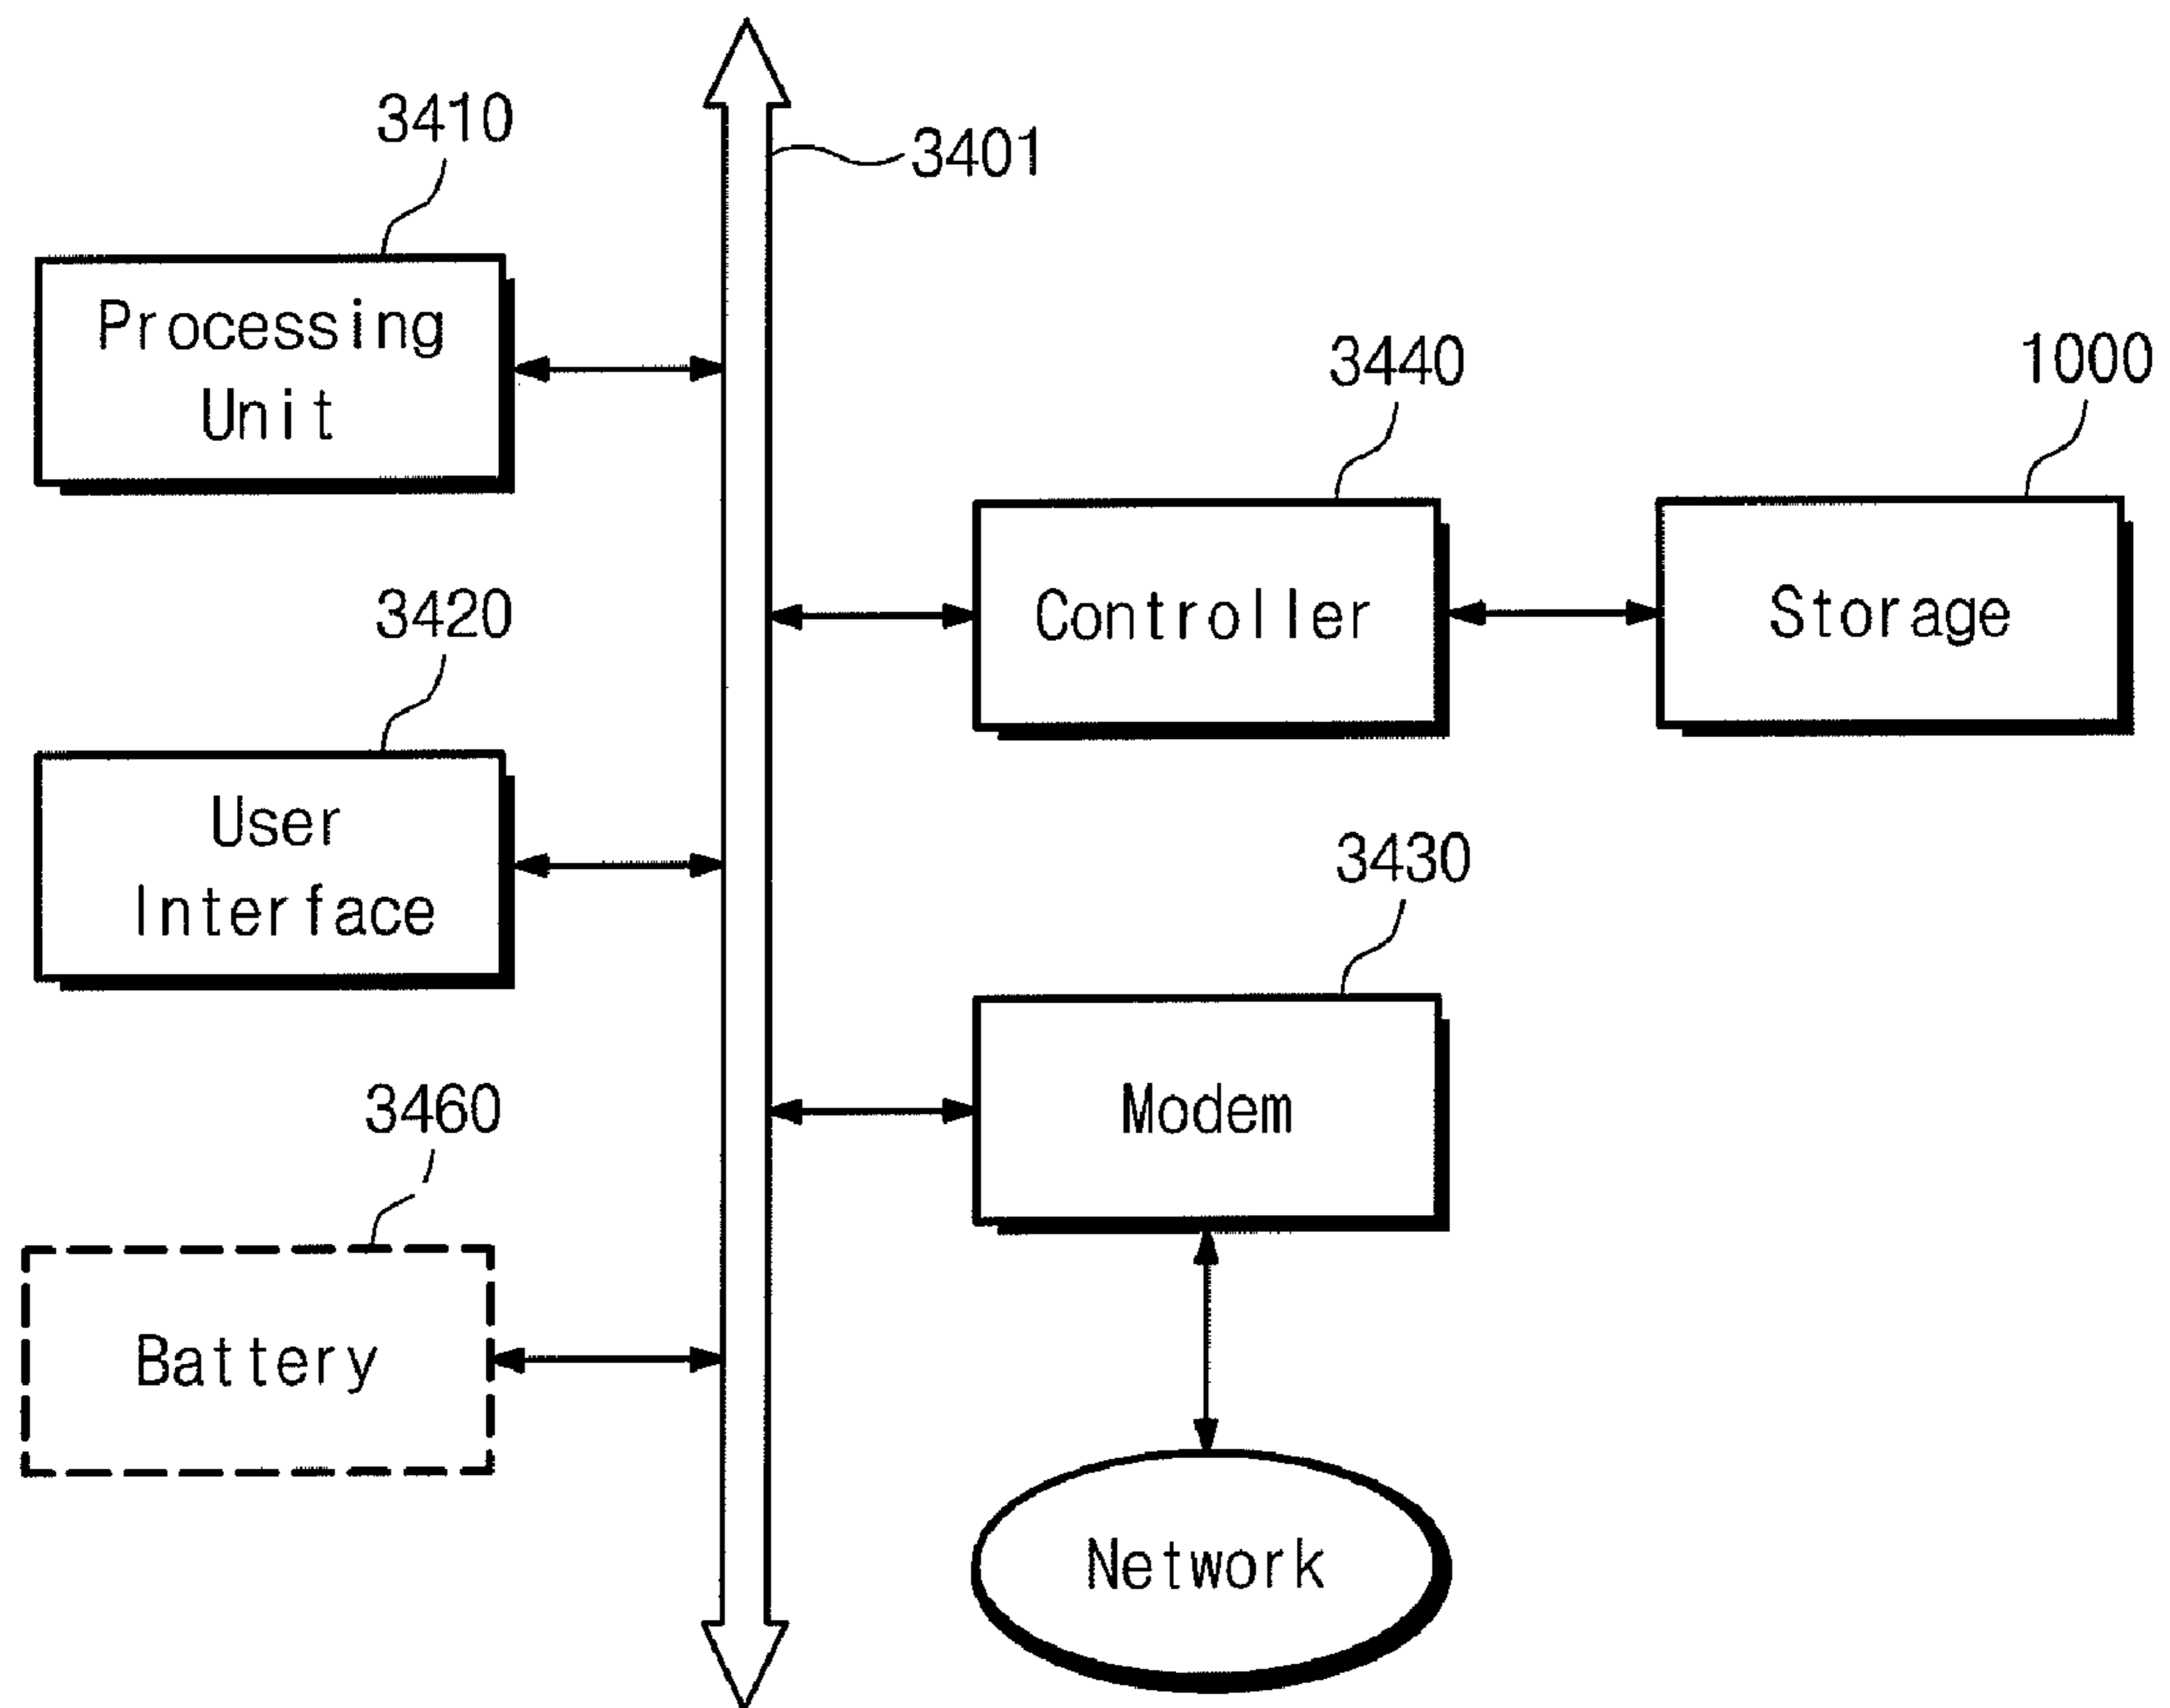 3410
3401
Processing
Unit
3440
1000
Controller
Storage
3420
User
Interface
3430
Modem
3460
Battery
Network